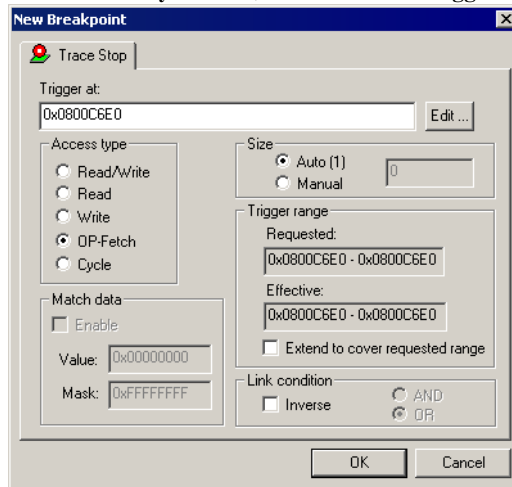 New Breakpoint
Trace Stop
Trigger at:
0x0800C6E0
Edit ...
Access type
Read/Write
Read
Write
OP-Fetch
Cycle
Size
Auto (1)
Manual
0
Trigger range
Requested:
0x0800C6E0 - 0x0800C6E0
Effective:
0x0800C6E0 - 0x0800C6E0
Extend to cover requested range
Match data
Enable
Value: 0x00000000
Mask: 0xFFFFFFFF
Link condition
Inverse
AND
OR
OK
Cancel